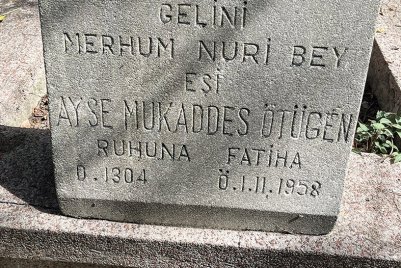 GELİNİ
MERHUM NURİ BEY
EŞİ
AYŞE MUKADDES ÖTÜGEN
RUHUNA FATİHA
D.1304 Ö.1.11.1958